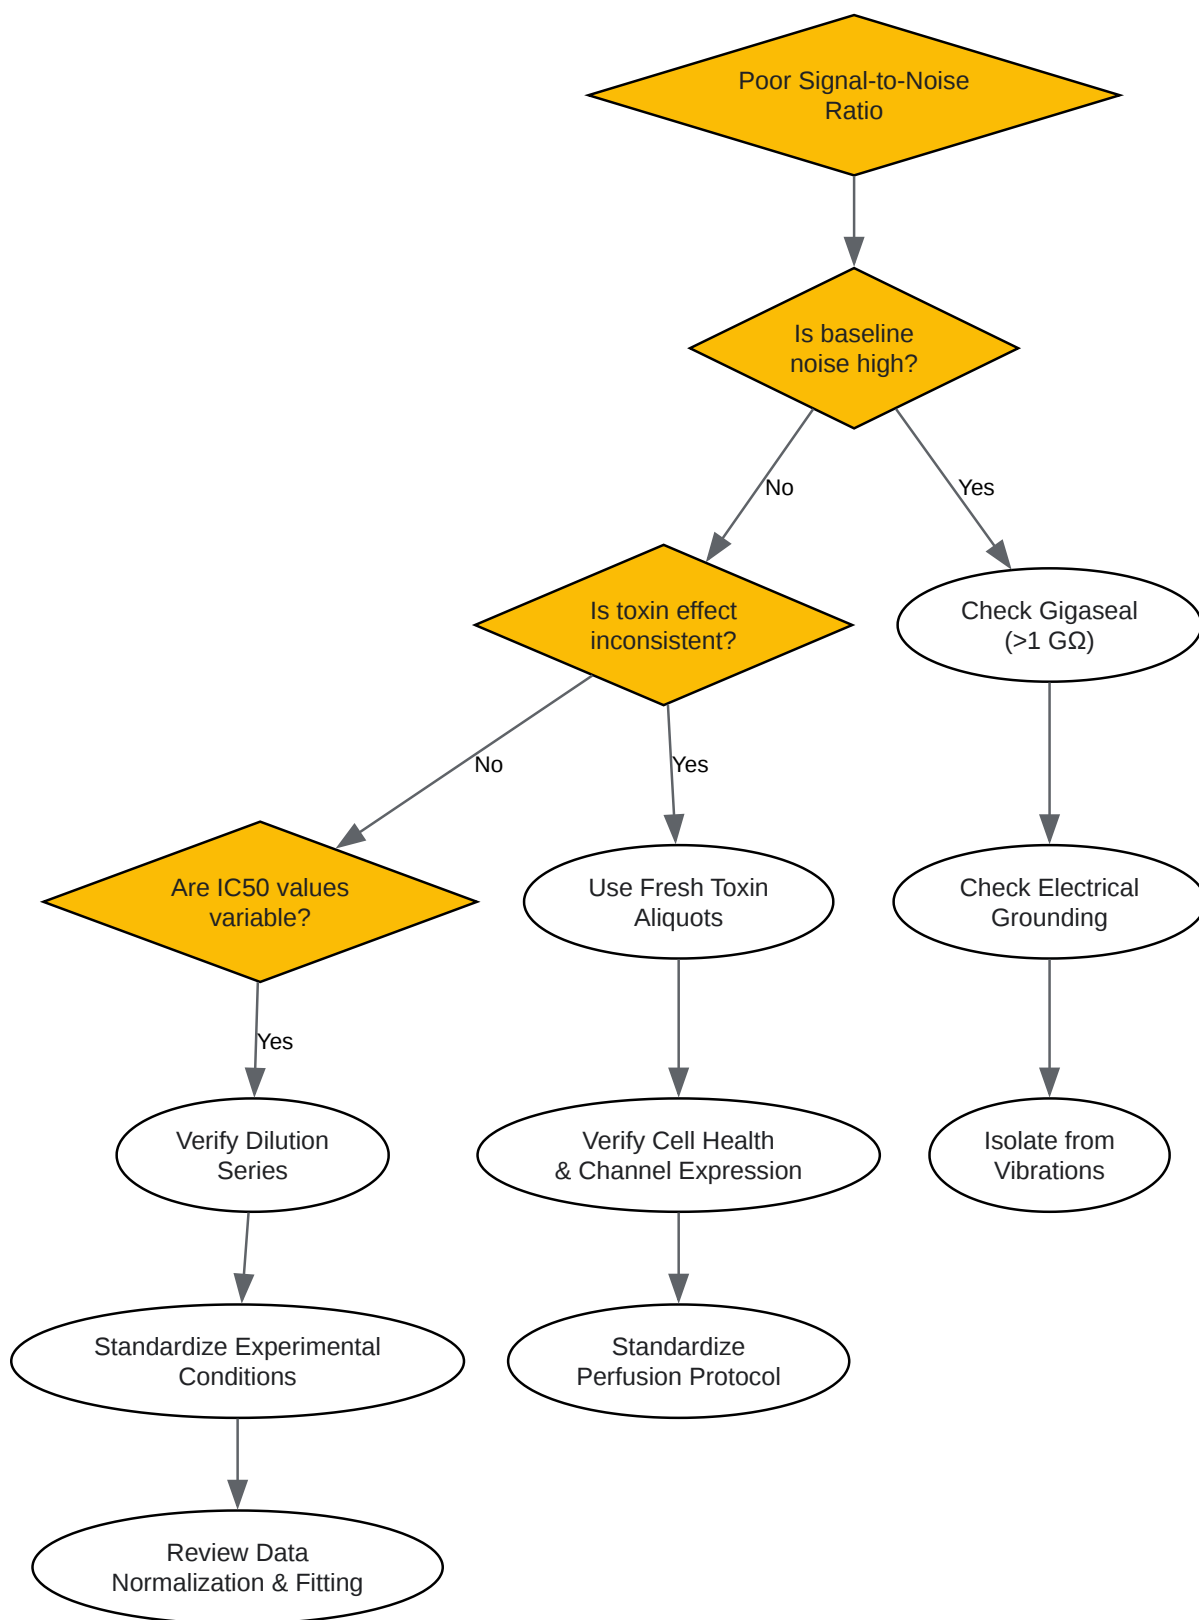 Poor Signal-to-Noise
Ratio
Is baseline
noise high?
No
Yes
Is toxin effect
inconsistent?
Check Gigaseal
(>1 GΩ)
No
Yes
Are IC50 values
variable?
Use Fresh Toxin
Aliquots
Check Electrical
Grounding
Yes
Verify Dilution
Series
Verify Cell Health
& Channel Expression
Isolate from
Vibrations
Standardize Experimental
Conditions
Standardize
Perfusion Protocol
Review Data
Normalization & Fitting